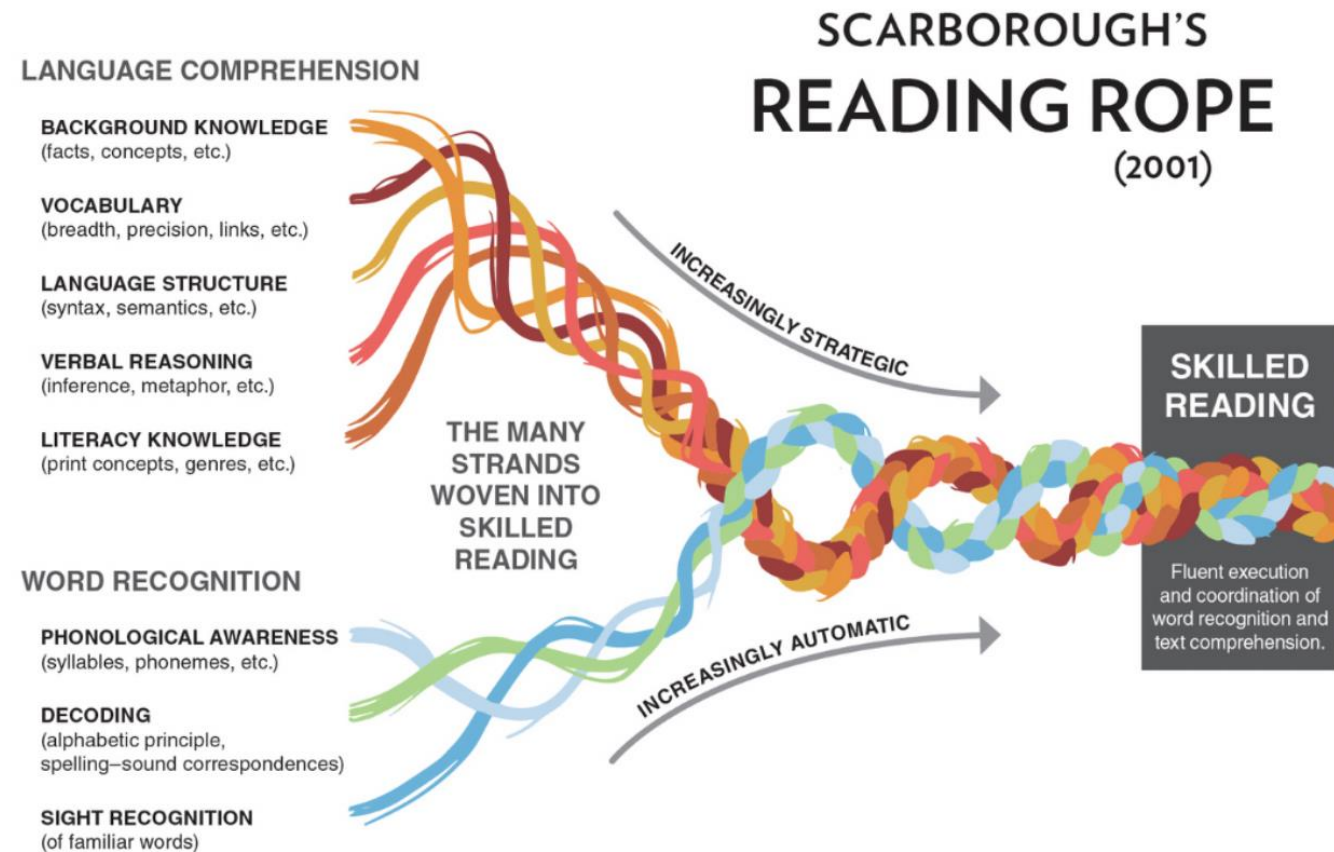 SCARBOROUGH'S
READING ROPE
(2001)
LANGUAGE COMPREHENSION
BACKGROUND KNOWLEDGE
(facts, concepts, etc.)
VOCABULARY
(breadth, precision, links, etc.)
LANGUAGE STRUCTURE
(syntax, semantics, etc.)
VERBAL REASONING
(inference, metaphor, etc.)
LITERACY KNOWLEDGE
(print concepts, genres, etc.)
WORD RECOGNITION
PHONOLOGICAL AWARENESS
(syllables, phonemes, etc.)
DECODING
(alphabetic principle,
spelling–sound correspondences)
SIGHT RECOGNITION
(of familiar words)
THE MANY
STRANDS
WOVEN INTO
SKILLED
READING
INCREASINGLY STRATEGIC
INCREASINGLY AUTOMATIC
SKILLED
READING
Fluent execution
and coordination of
word recognition and
text comprehension.